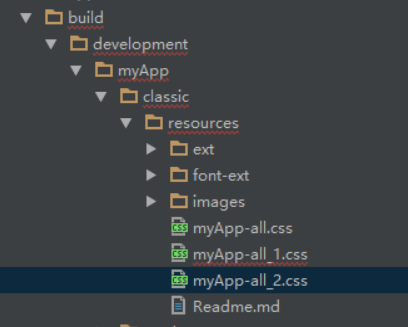 build
development
myApp
classic
resources
ext
font-ext
images
myApp-all.css
myApp-all_1.css
myApp-all_2.css
Readme.md